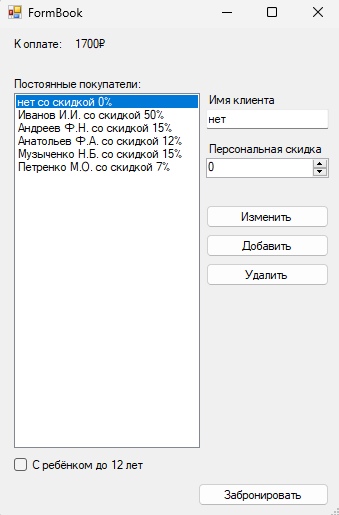 FormBook
К оплате: 1700₽
Постоянные покупатели:
нет со скидкой 0%
Иванов И.И. со скидкой 50%
Андреев Ф.Н. со скидкой 15%
Анатольев Ф.А. со скидкой 12%
Музыченко Н.Б. со скидкой 15%
Петренко М.О. со скидкой 7%
Имя клиента
нет
Персональная скидка
0
Изменить
Добавить
Удалить
С ребёнком до 12 лет
Забронировать